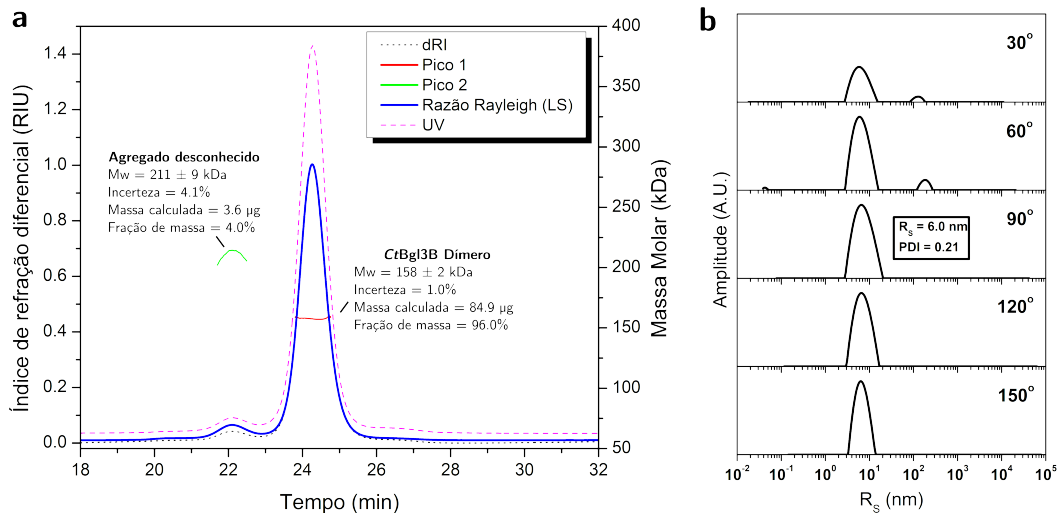 a
Índice de refração diferencial (RIU)
1.4
1.2
1.0
0.8
0.6
0.4
0.2
0.0
18
20
22
24
26
28
30
32
Tempo (min)
400
350
300
250
200
150
100
50
Massa Molar (kDa)
dRI
Pico 1
Pico 2
Razão Rayleigh (LS)
UV
Agregado desconhecido
Mw = 211 ± 9 kDa
Incerteza = 4.1%
Massa calculada = 3.6 μg
Fração de massa = 4.0%
CtBgl3B Dímero
Mw = 158 ± 2 kDa
Incerteza = 1.0%
Massa calculada = 84.9 μg
Fração de massa = 96.0%
b
Amplitude (A.U.)
30°
60°
90°
R_S = 6.0 nm
PDI = 0.21
120°
150°
10⁻²
10⁻¹
10⁰
10¹
10²
10³
10⁴
10⁵
R_S (nm)